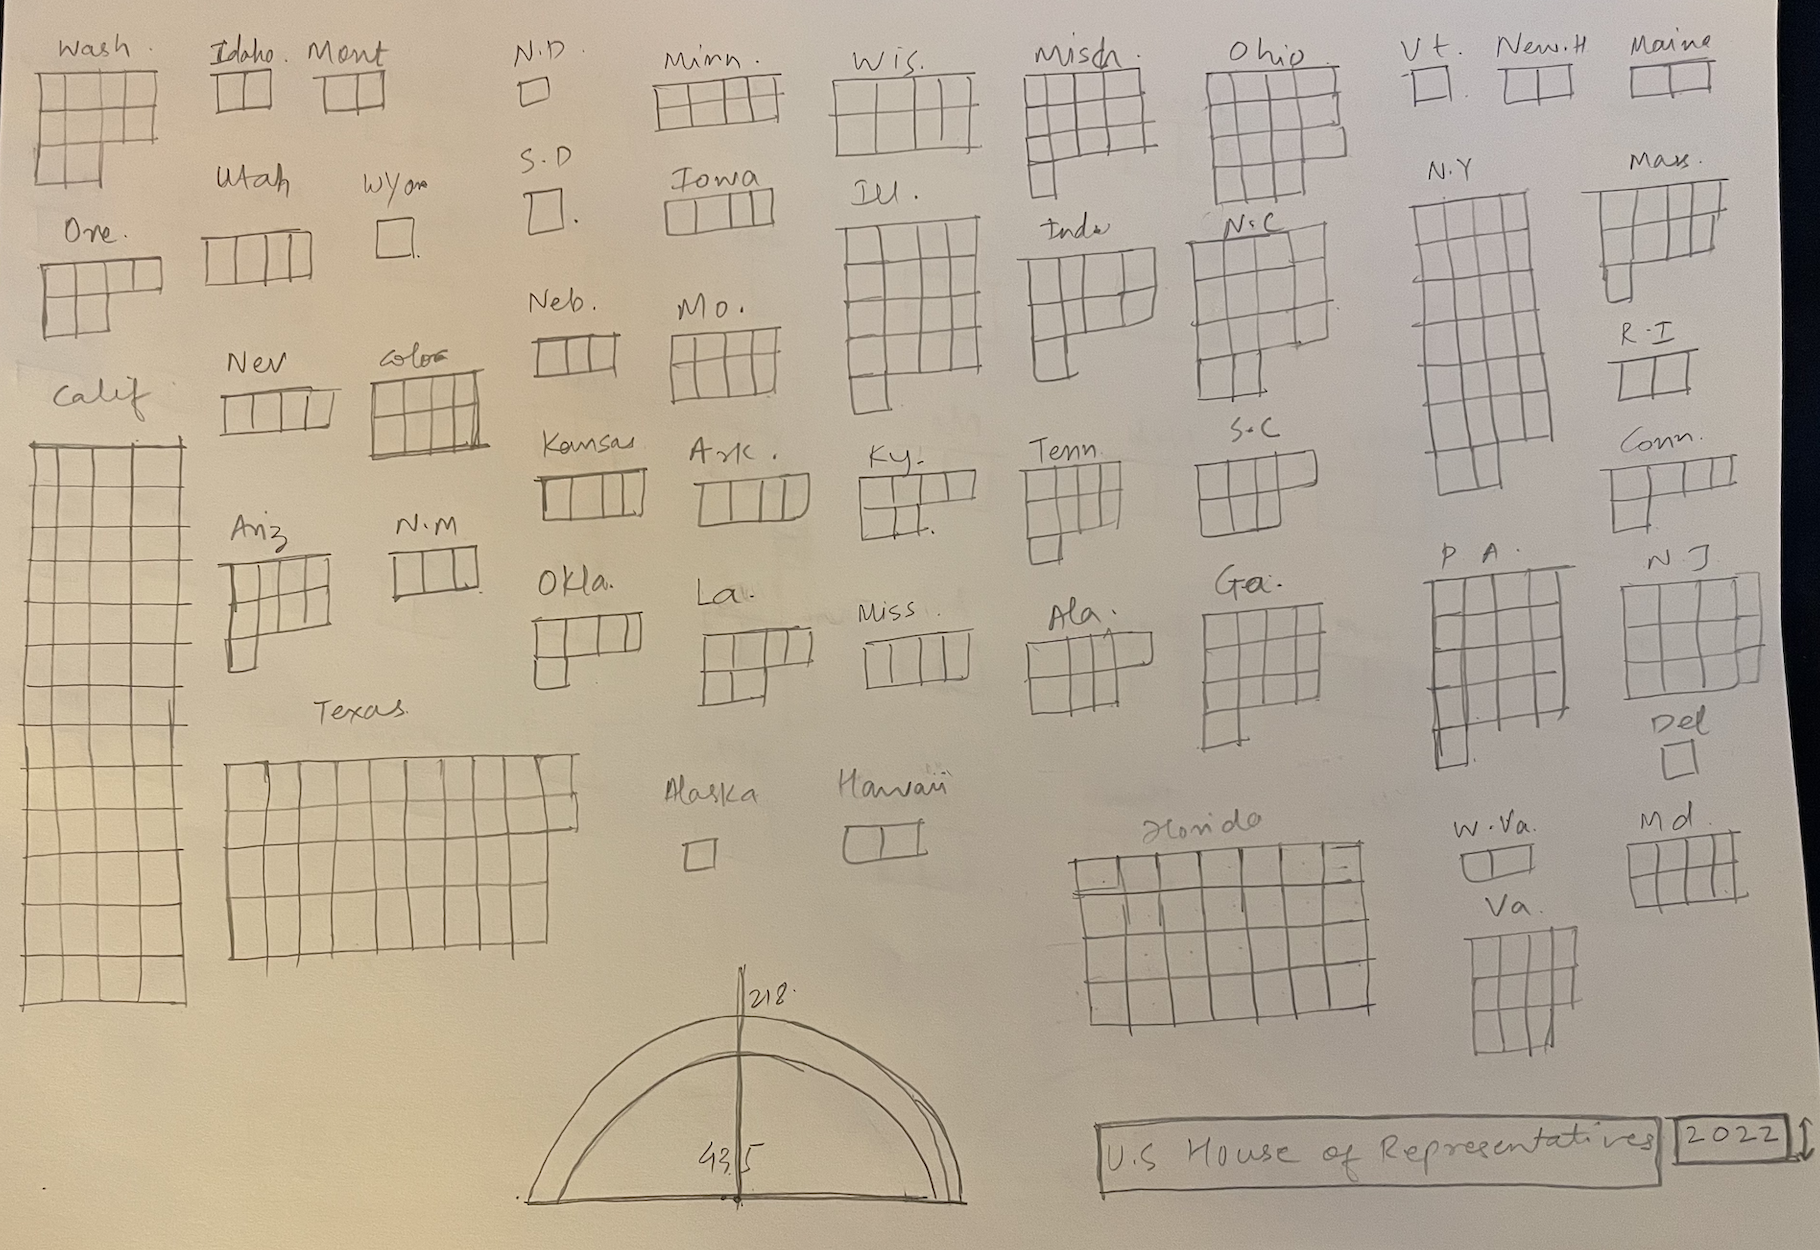 Wash.
Idaho.
Mont
N.D.
Minn.
Wis.
Misch.
Ohio
Vt.
New.H
Maine
Utah
Wyom
S.D
Iowa
Ill.
Ind
N.C
N.Y
Mass.
Ore.
Neb.
Mo.
R.I
Nev
Color
Calif
Kansas
Ark.
Ky.
Tenn
S.C
Conn.
Ariz
N.M
Okla.
La.
Miss.
Ala.
Ga.
P A.
N J
Texas
Del
Alaska
Hawaii
Florida
W.Va.
Md.
Va.
218.
435
U.S House of Representatives
2022